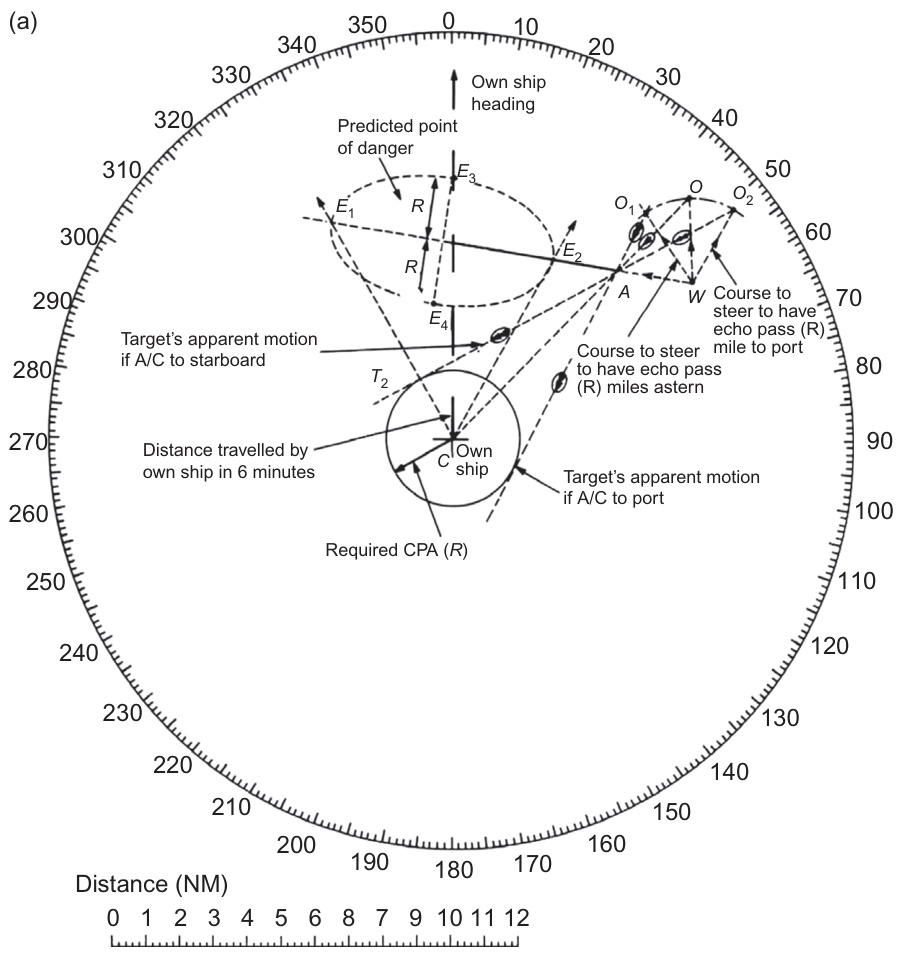 (a)
0
10
20
30
40
50
60
70
80
90
100
110
120
130
140
150
160
170
180
190
200
210
220
230
240
250
260
270
280
290
300
310
320
330
340
350
Own ship
heading
Predicted point
of danger
E3
E1
R
R
E2
E4
O1
O
O2
A
W
Course to
steer to have
echo pass (R)
mile to port
Course to steer
to have echo pass
(R) miles astern
Target's apparent motion
if A/C to starboard
T2
Distance travelled by
own ship in 6 minutes
C
Own
ship
Target's apparent motion
if A/C to port
Required CPA (R)
Distance (NM)
0 1 2 3 4 5 6 7 8 9 10 11 12